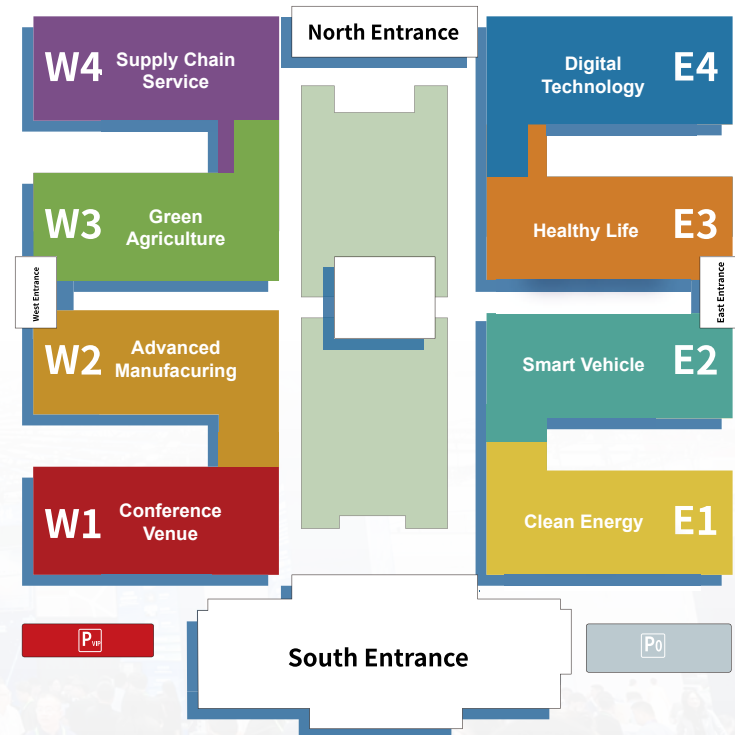 North Entrance
W4
Supply Chain
Service
Digital
Technology
E4
W3
Green
Agriculture
Healthy Life
E3
West Entrance
East Entrance
W2
Advanced
Manufacuring
Smart Vehicle
E2
W1
Conference
Venue
Clean Energy
E1
PVIP
South Entrance
P0